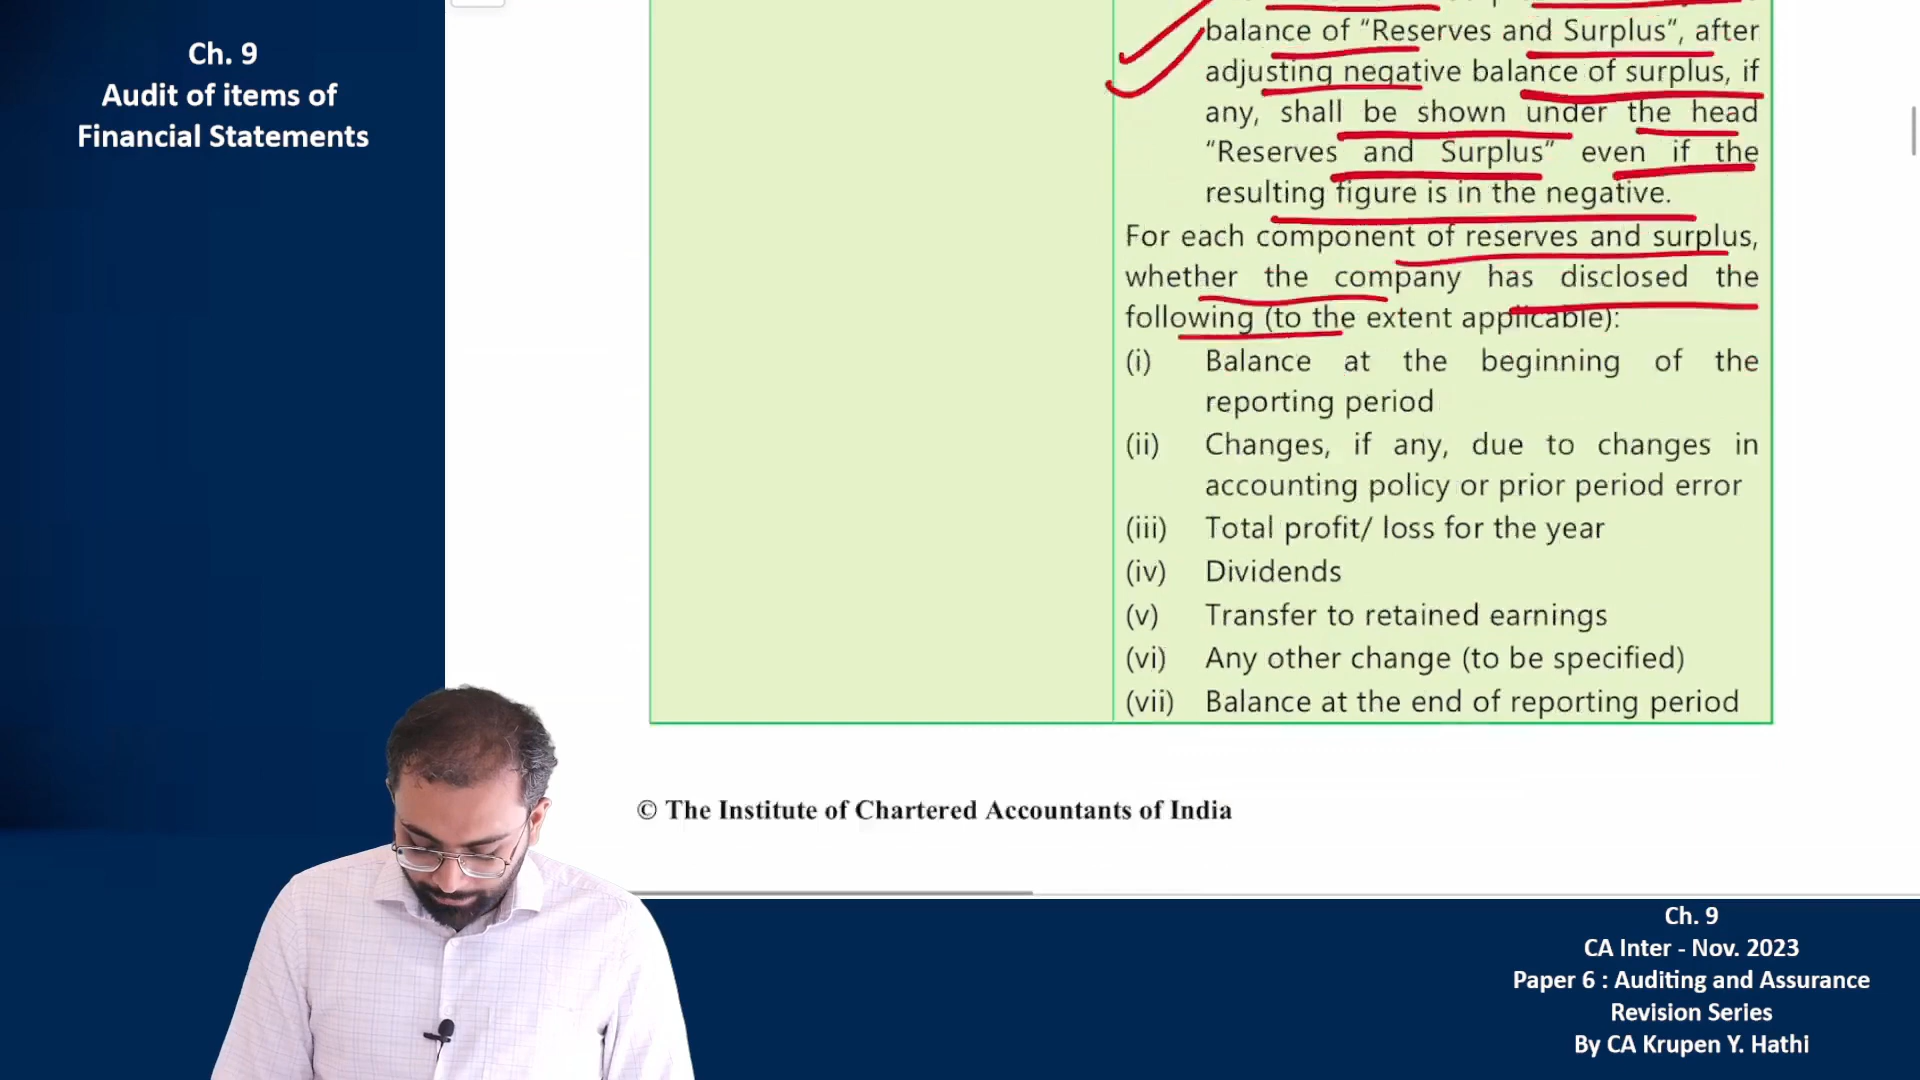 Ch. 9
Audit of items of
Financial Statements
balance of “Reserves and Surplus”, after
adjusting negative balance of surplus, if
any, shall be shown under the head
“Reserves and Surplus” even if the
resulting figure is in the negative.
For each component of reserves and surplus,
whether the company has disclosed the
following (to the extent applicable):
(i) Balance at the beginning of the
reporting period
(ii) Changes, if any, due to changes in
accounting policy or prior period error
(iii) Total profit/ loss for the year
(iv) Dividends
(v) Transfer to retained earnings
(vi) Any other change (to be specified)
(vii) Balance at the end of reporting period
© The Institute of Chartered Accountants of India
Ch. 9
CA Inter - Nov. 2023
Paper 6 : Auditing and Assurance
Revision Series
By CA Krupen Y. Hathi